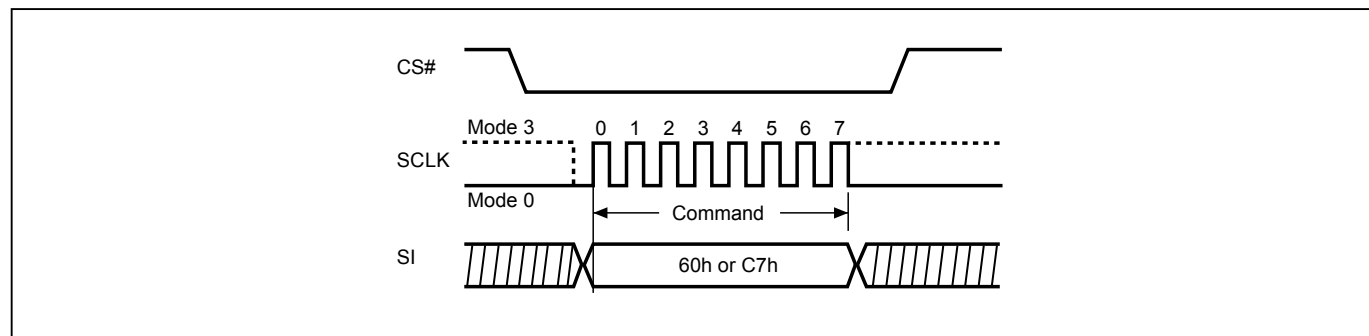 CS#
Mode 3
0 1 2 3 4 5 6 7
SCLK
Mode 0
Command
SI
60h or C7h